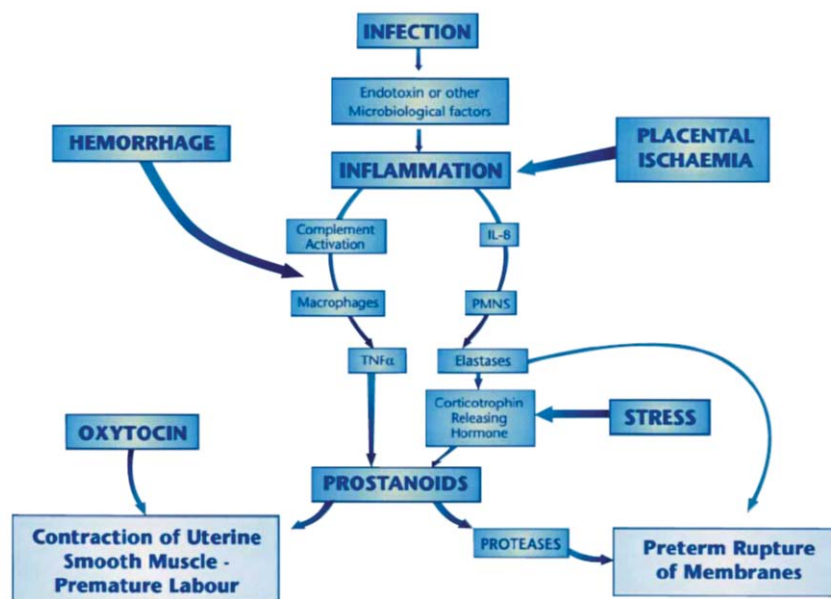 INFECTION
Endotoxin or other
Microbiological factors
HEMORRHAGE
PLACENTAL
ISCHAEMIA
INFLAMMATION
Complement
Activation
IL-8
Macrophages
PMNS
TNFα
Elastases
Corticotrophin
Releasing
Hormone
STRESS
OXYTOCIN
PROSTANOIDS
Contraction of Uterine
Smooth Muscle -
Premature Labour
PROTEASES
Preterm Rupture
of Membranes